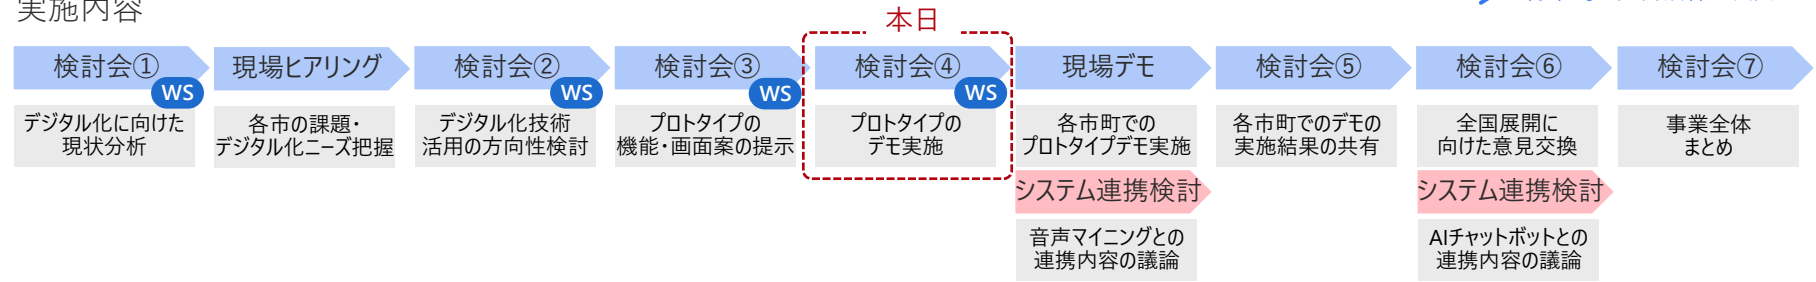 実施内容
本日
検討会①
WS
デジタル化に向けた
現状分析
現場ヒアリング
各市の課題・
デジタル化ニーズ把握
検討会②
WS
デジタル化技術
活用の方向性検討
検討会③
WS
プロトタイプの
機能・画面案の提示
検討会④
WS
プロトタイプの
デモ実施
現場デモ
各市町での
プロトタイプデモ実施
システム連携検討
音声マイニングとの
連携内容の議論
検討会⑤
各市町でのデモの
実施結果の共有
検討会⑥
全国展開に
向けた意見交換
システム連携検討
AIチャットボットとの
連携内容の議論
検討会⑦
事業全体
まとめ